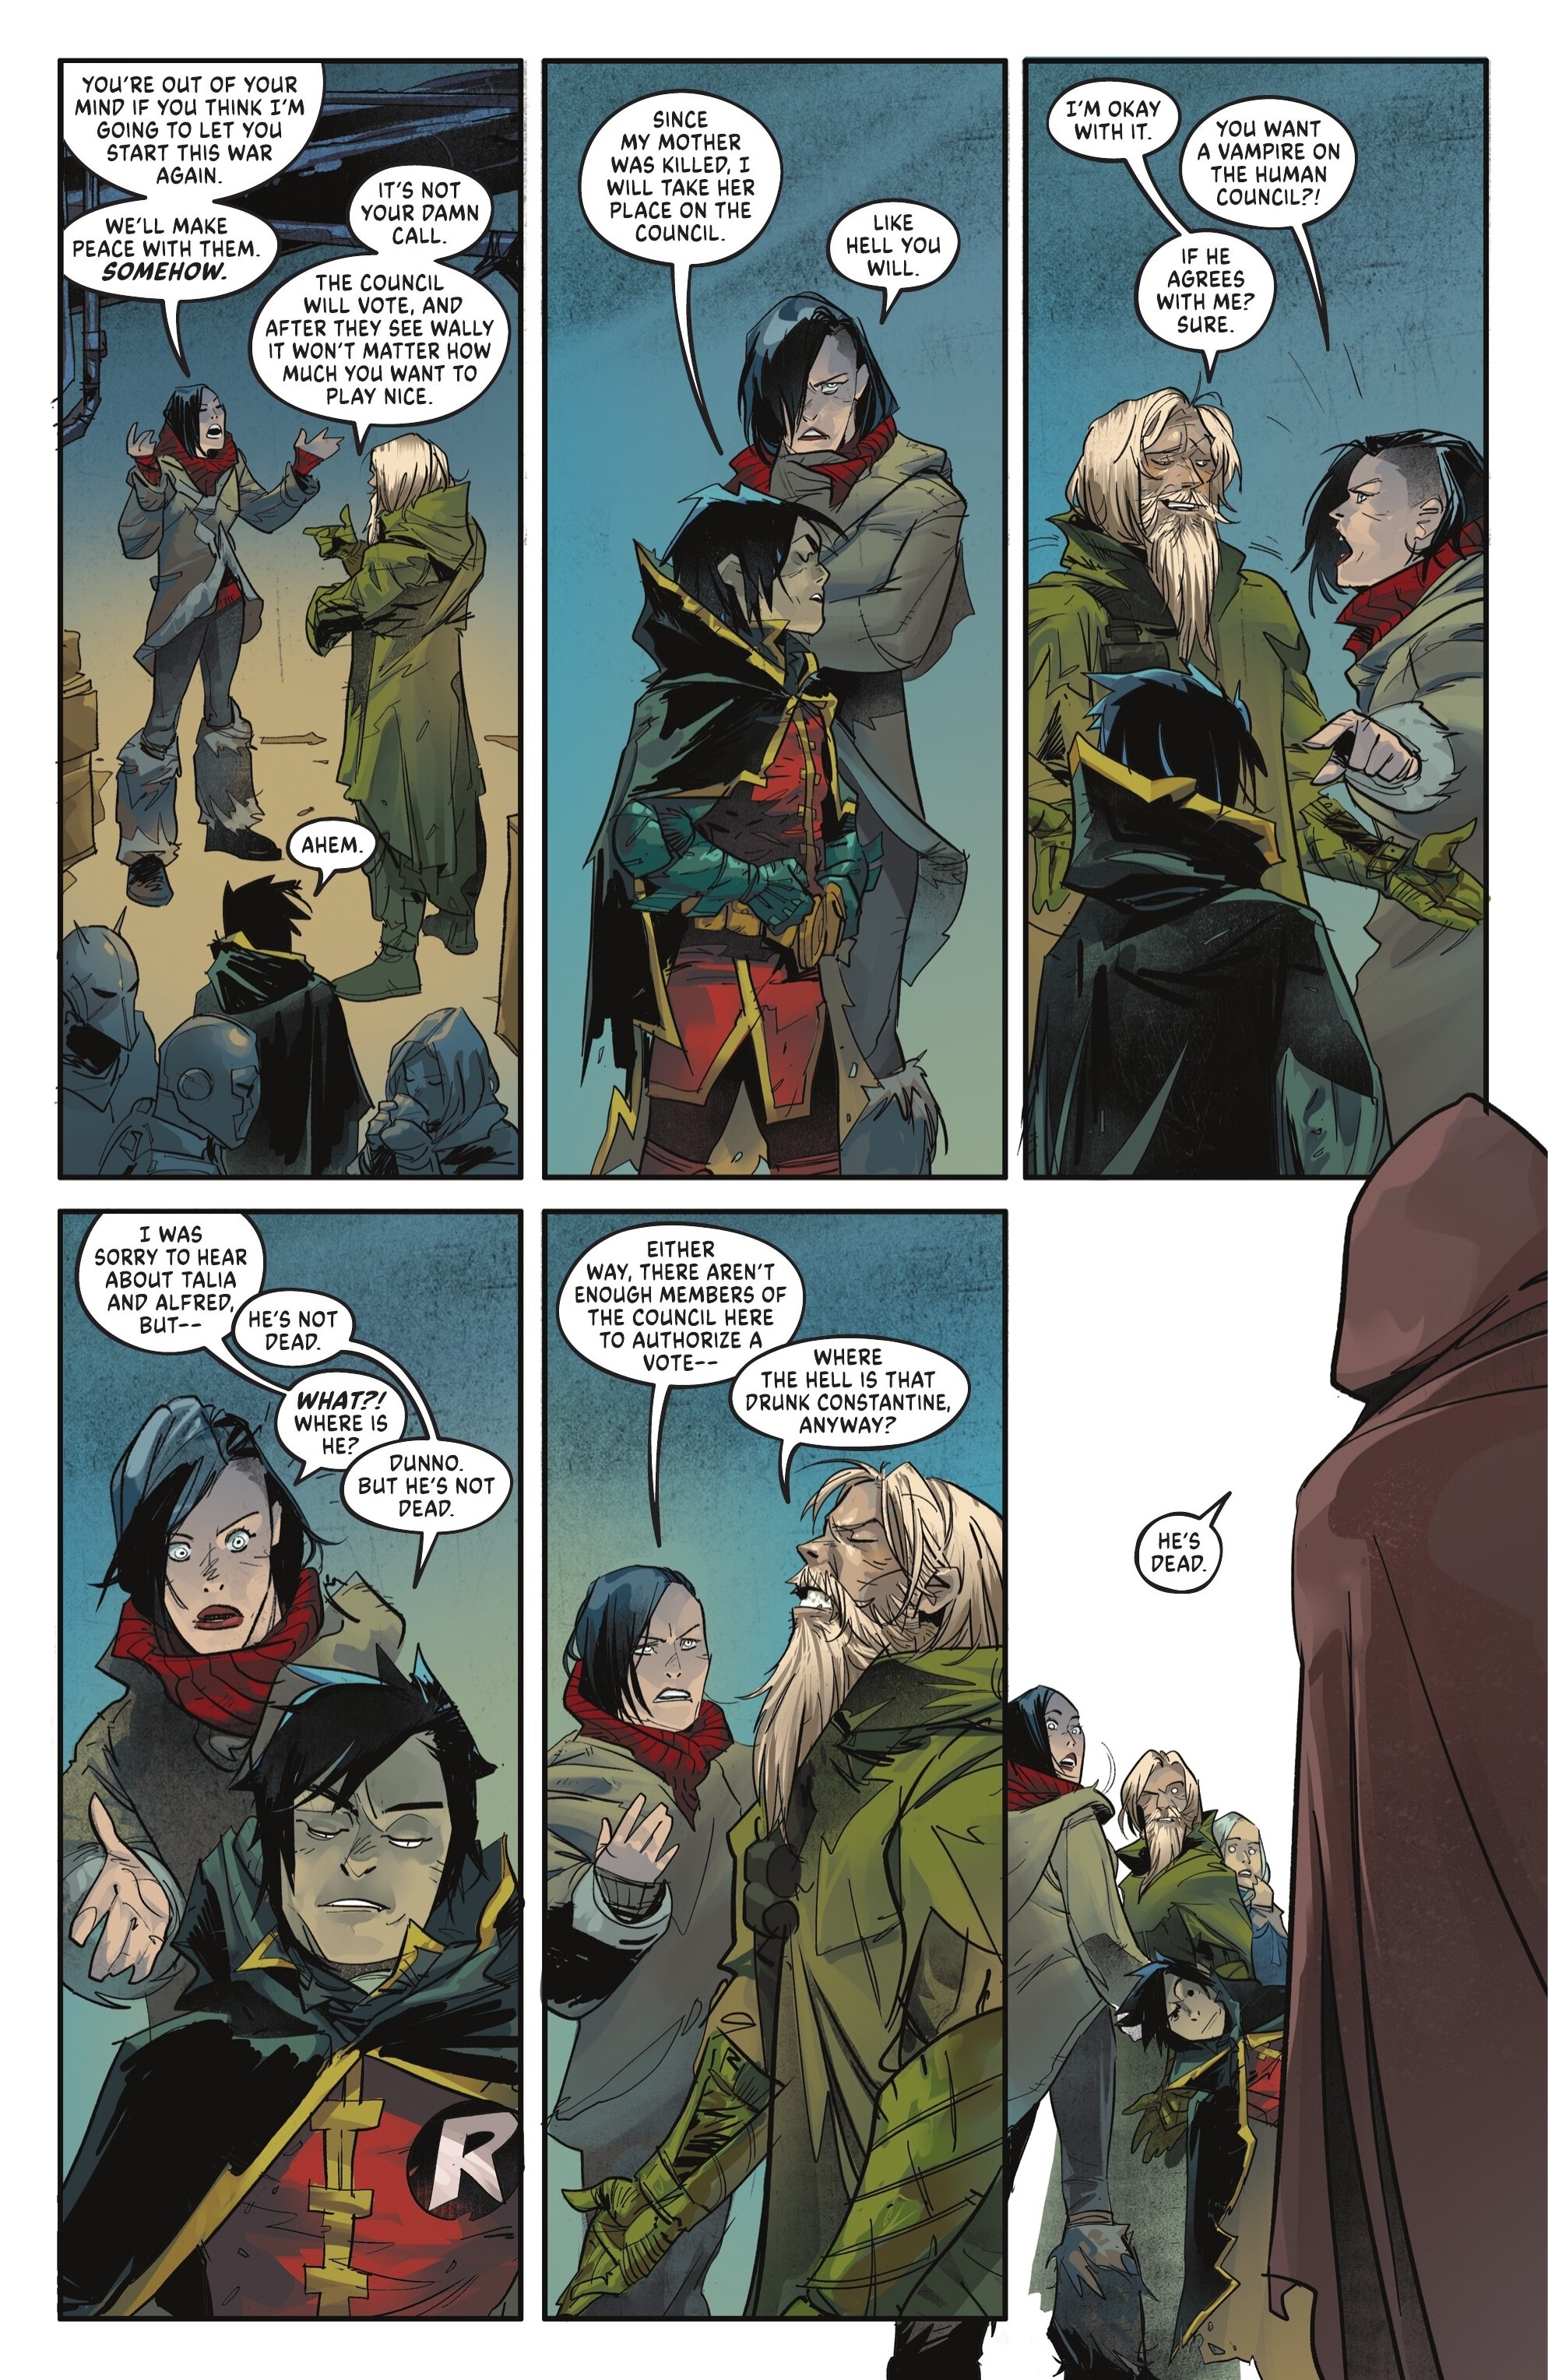 YOU'RE OUT OF YOUR
MIND IF YOU THINK I'M
GOING TO LET YOU
START THIS WAR
AGAIN.
WE'LL MAKE
PEACE WITH THEM.
SOMEHOW.
IT'S NOT
YOUR DAMN
CALL.
THE COUNCIL
WILL VOTE, AND
AFTER THEY SEE WALLY
IT WON'T MATTER HOW
MUCH YOU WANT TO
PLAY NICE.
AHEM.
SINCE
MY MOTHER
WAS KILLED, I
WILL TAKE HER
PLACE ON THE
COUNCIL.
LIKE
HELL YOU
WILL.
I'M OKAY
WITH IT.
YOU WANT
A VAMPIRE ON
THE HUMAN
COUNCIL?!
IF HE
AGREES
WITH ME?
SURE.
I WAS
SORRY TO HEAR
ABOUT TALIA
AND ALFRED,
BUT--
HE'S NOT
DEAD.
WHAT?!
WHERE IS
HE?
DUNNO.
BUT HE'S NOT
DEAD.
R
EITHER
WAY, THERE AREN'T
ENOUGH MEMBERS OF
THE COUNCIL HERE
TO AUTHORIZE A
VOTE--
WHERE
THE HELL IS THAT
DRUNK CONSTANTINE,
ANYWAY?
HE'S
DEAD.